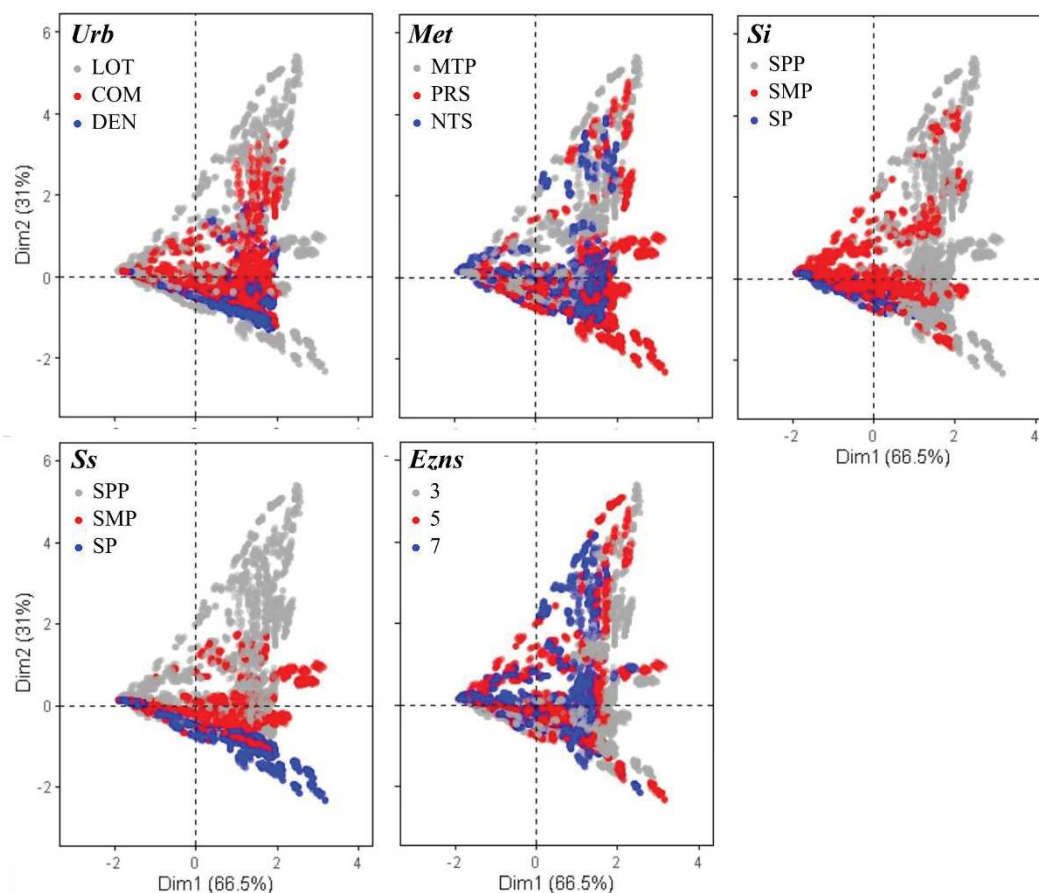 Urb
LOT
COM
DEN
Met
MTP
PRS
NTS
Si
SPP
SMP
SP
6
4
2
0
-2
Dim2 (31%)
-2 0 2 4
Dim1 (66.5%)
Ss
SPP
SMP
SP
Ezns
3
5
7
6
4
2
0
-2
Dim2 (31%)
-2 0 2 4
Dim1 (66.5%)
-2 0 2 4
Dim1 (66.5%)